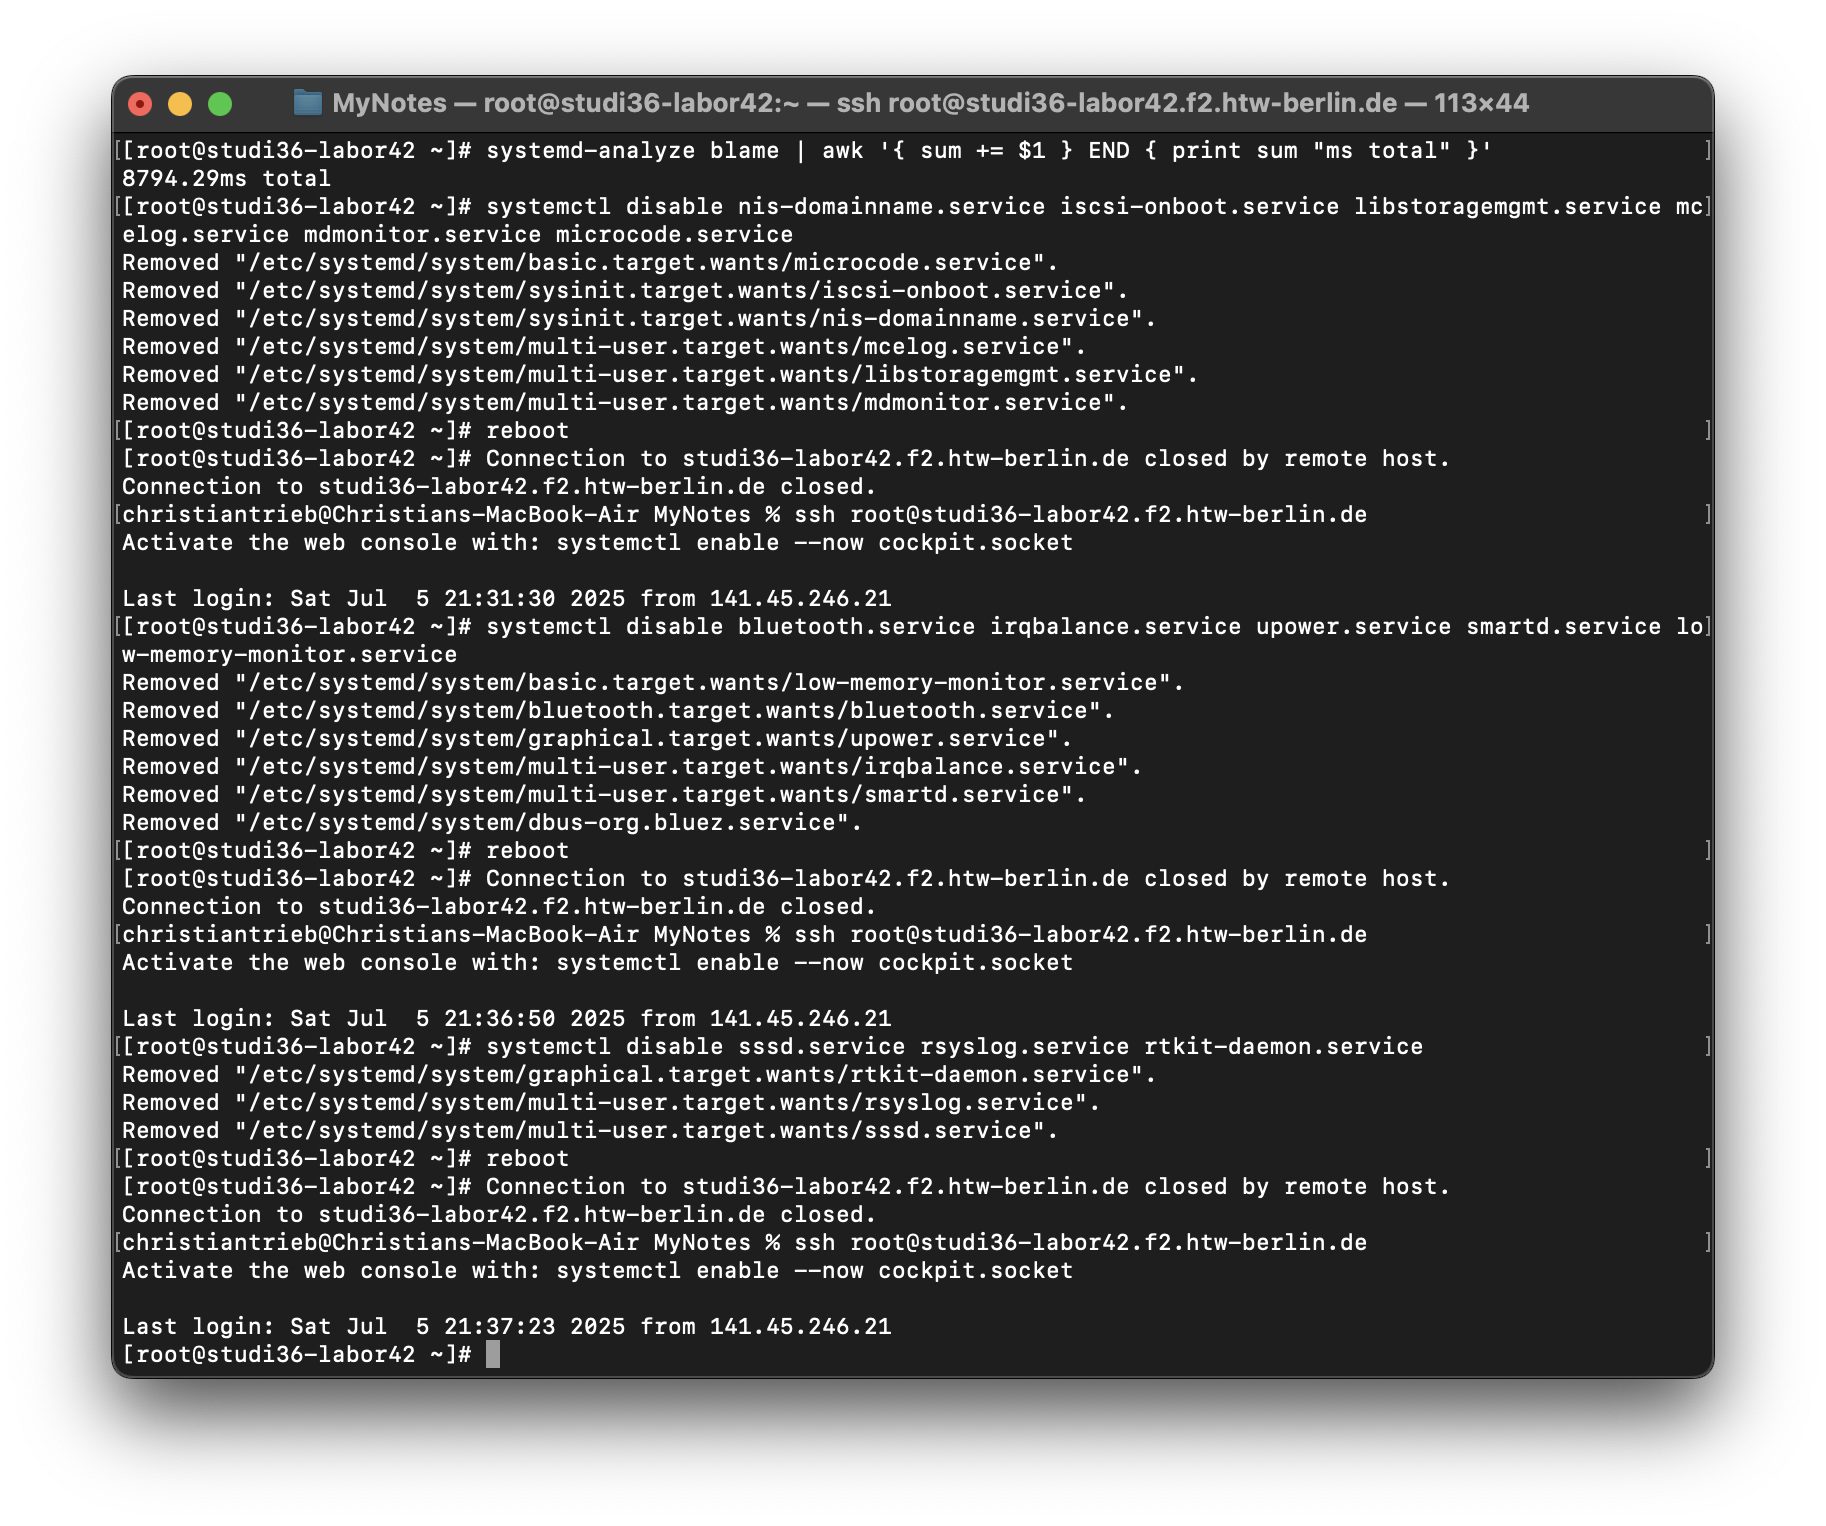 MyNotes — root@studi36-labor42:~ — ssh root@studi36-labor42.f2.htw-berlin.de — 113×44
[[root@studi36-labor42 ~]# systemd-analyze blame | awk '{ sum += $1 } END { print sum "ms total" }' ]
8794.29ms total
[[root@studi36-labor42 ~]# systemctl disable nis-domainname.service iscsi-onboot.service libstoragemgmt.service mc]
elog.service mdmonitor.service microcode.service
Removed "/etc/systemd/system/basic.target.wants/microcode.service".
Removed "/etc/systemd/system/sysinit.target.wants/iscsi-onboot.service".
Removed "/etc/systemd/system/sysinit.target.wants/nis-domainname.service".
Removed "/etc/systemd/system/multi-user.target.wants/mcelog.service".
Removed "/etc/systemd/system/multi-user.target.wants/libstoragemgmt.service".
Removed "/etc/systemd/system/multi-user.target.wants/mdmonitor.service".
[[root@studi36-labor42 ~]# reboot ]
[root@studi36-labor42 ~]# Connection to studi36-labor42.f2.htw-berlin.de closed by remote host.
Connection to studi36-labor42.f2.htw-berlin.de closed.
[christiantrieb@Christians-MacBook-Air MyNotes % ssh root@studi36-labor42.f2.htw-berlin.de ]
Activate the web console with: systemctl enable --now cockpit.socket
Last login: Sat Jul  5 21:31:30 2025 from 141.45.246.21
[[root@studi36-labor42 ~]# systemctl disable bluetooth.service irqbalance.service upower.service smartd.service lo]
w-memory-monitor.service
Removed "/etc/systemd/system/basic.target.wants/low-memory-monitor.service".
Removed "/etc/systemd/system/bluetooth.target.wants/bluetooth.service".
Removed "/etc/systemd/system/graphical.target.wants/upower.service".
Removed "/etc/systemd/system/multi-user.target.wants/irqbalance.service".
Removed "/etc/systemd/system/multi-user.target.wants/smartd.service".
Removed "/etc/systemd/system/dbus-org.bluez.service".
[[root@studi36-labor42 ~]# reboot ]
[root@studi36-labor42 ~]# Connection to studi36-labor42.f2.htw-berlin.de closed by remote host.
Connection to studi36-labor42.f2.htw-berlin.de closed.
[christiantrieb@Christians-MacBook-Air MyNotes % ssh root@studi36-labor42.f2.htw-berlin.de ]
Activate the web console with: systemctl enable --now cockpit.socket
Last login: Sat Jul  5 21:36:50 2025 from 141.45.246.21
[[root@studi36-labor42 ~]# systemctl disable sssd.service rsyslog.service rtkit-daemon.service ]
Removed "/etc/systemd/system/graphical.target.wants/rtkit-daemon.service".
Removed "/etc/systemd/system/multi-user.target.wants/rsyslog.service".
Removed "/etc/systemd/system/multi-user.target.wants/sssd.service".
[[root@studi36-labor42 ~]# reboot ]
[root@studi36-labor42 ~]# Connection to studi36-labor42.f2.htw-berlin.de closed by remote host.
Connection to studi36-labor42.f2.htw-berlin.de closed.
[christiantrieb@Christians-MacBook-Air MyNotes % ssh root@studi36-labor42.f2.htw-berlin.de ]
Activate the web console with: systemctl enable --now cockpit.socket
Last login: Sat Jul  5 21:37:23 2025 from 141.45.246.21
[root@studi36-labor42 ~]#